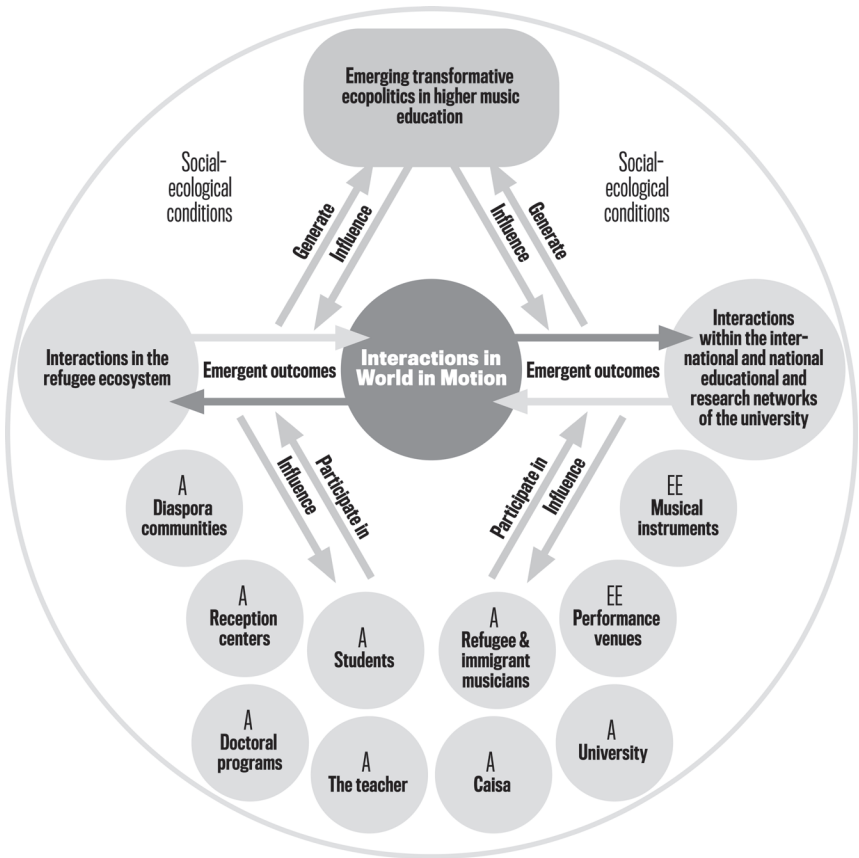 Emerging transformative
ecopolitics in higher music
education
Social-
ecological
conditions
Social-
ecological
conditions
Generate
Influence
Influence
Generate
Interactions in the
refugee ecosystem
Emergent outcomes
Interactions in
World in Motion
Emergent outcomes
Interactions
within the inter-
national and national
educational and
research networks
of the university
Influence
Participate in
Participate in
Influence
A
Diaspora
communities
EE
Musical
instruments
A
Reception
centers
A
Students
A
Refugee &
immigrant
musicians
EE
Performance
venues
A
Doctoral
programs
A
The teacher
A
Caisa
A
University